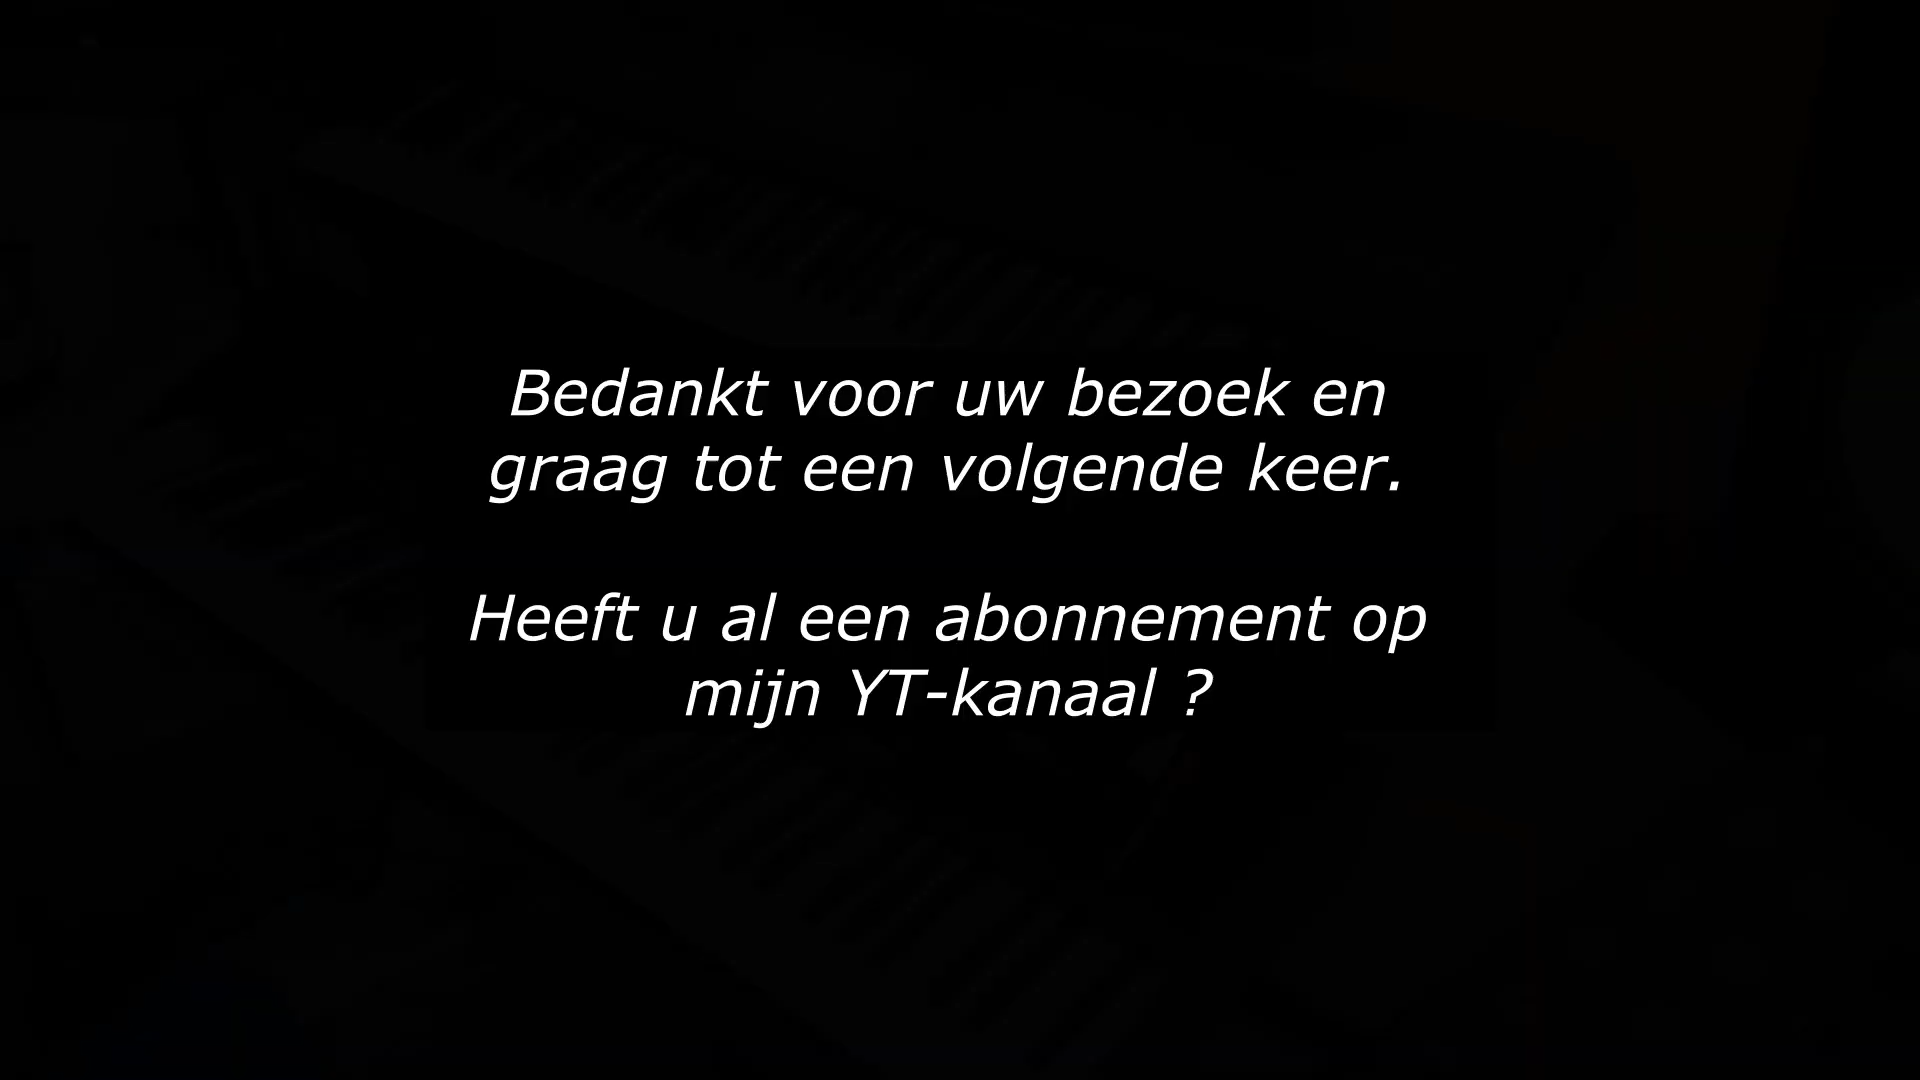 Bedankt voor uw bezoek en
graag tot een volgende keer.
Heeft u al een abonnement op
mijn YT-kanaal ?